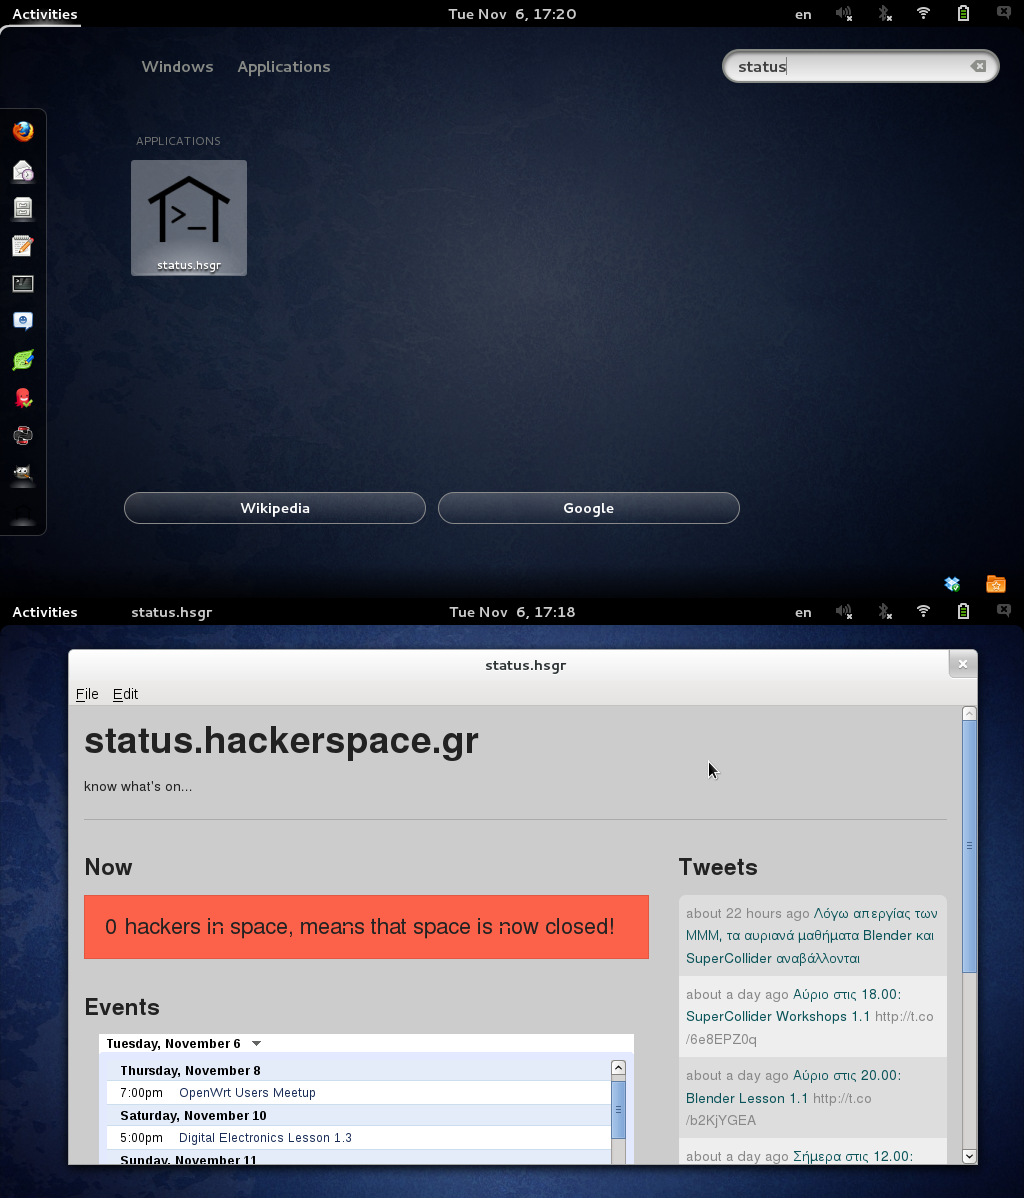 Activities
Tue Nov 6, 17:20
en
Windows
Applications
status
APPLICATIONS
>_
status.hsgr
Wikipedia
Google
Activities
status.hsgr
Tue Nov 6, 17:18
en
status.hsgr
File Edit
status.hackerspace.gr
know what's on...
Now
0 hackers in space, means that space is now closed!
Events
Tuesday, November 6
Thursday, November 8
7:00pm OpenWrt Users Meetup
Saturday, November 10
5:00pm Digital Electronics Lesson 1.3
Sunday, November 11
Tweets
about 22 hours ago Λόγω απεργίας των
ΜΜΜ, τα αυριανά μαθήματα Blender και
SuperCollider αναβάλλονται
about a day ago Αύριο στις 18.00:
SuperCollider Workshops 1.1 http://t.co
/6e8EPZ0q
about a day ago Αύριο στις 20.00:
Blender Lesson 1.1 http://t.co
/b2KjYGEA
about a day ago Σήμερα στις 12.00: